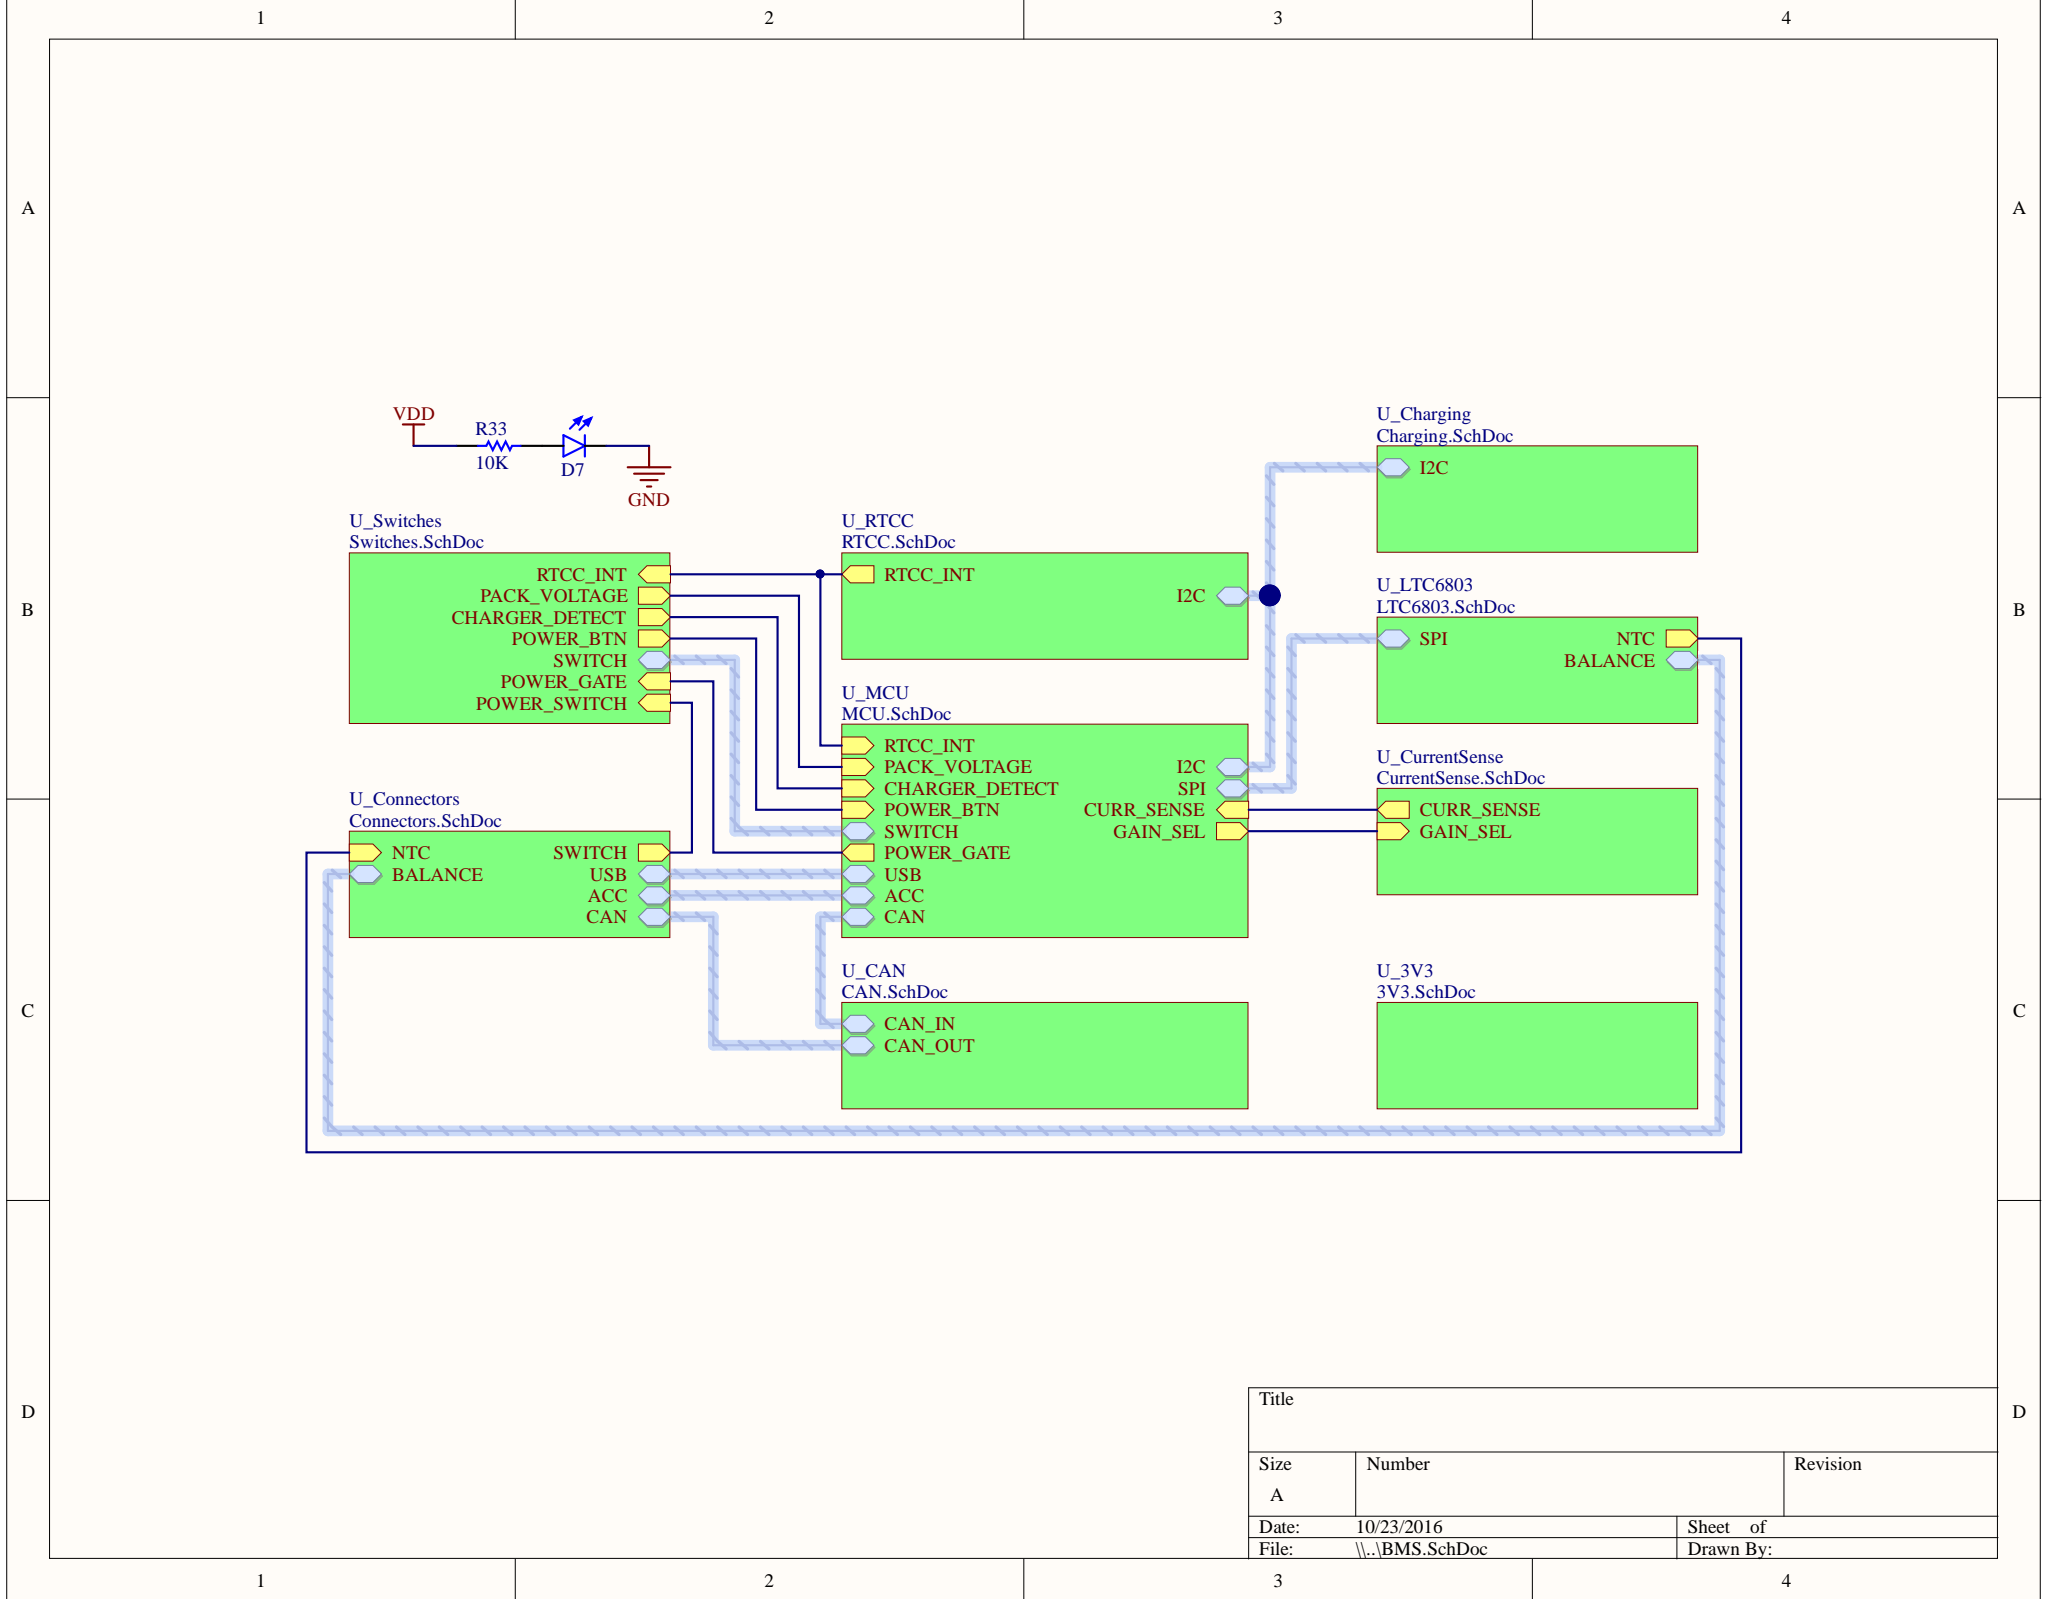 1 2 3 4
A A
B B
C C
D D
VDD
R33
10K
D7
GND
U_Switches
Switches.SchDoc
RTCC_INT
PACK_VOLTAGE
CHARGER_DETECT
POWER_BTN
SWITCH
POWER_GATE
POWER_SWITCH
U_Connectors
Connectors.SchDoc
NTC SWITCH
BALANCE USB
ACC
CAN
U_RTCC
RTCC.SchDoc
RTCC_INT
I2C
U_MCU
MCU.SchDoc
RTCC_INT
PACK_VOLTAGE I2C
CHARGER_DETECT SPI
POWER_BTN CURR_SENSE
SWITCH GAIN_SEL
POWER_GATE
USB
ACC
CAN
U_CAN
CAN.SchDoc
CAN_IN
CAN_OUT
U_Charging
Charging.SchDoc
I2C
U_LTC6803
LTC6803.SchDoc
SPI NTC
BALANCE
U_CurrentSense
CurrentSense.SchDoc
CURR_SENSE
GAIN_SEL
U_3V3
3V3.SchDoc
Title
Size Number Revision
A
Date: 10/23/2016 Sheet of
File: \\..\BMS.SchDoc Drawn By:
1 2 3 4